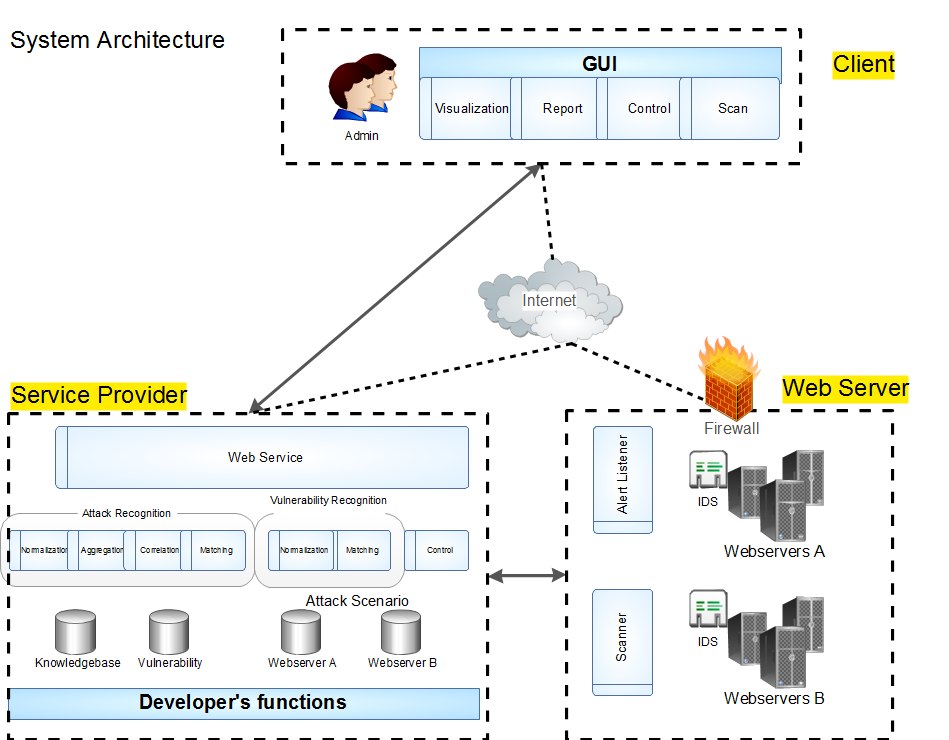 System Architecture
Client
GUI
Visualization
Report
Control
Scan
Admin
Internet
Service Provider
Web Server
Firewall
Web Service
Alert Listener
IDS
Webservers A
Vulnerability Recognition
Attack Recognition
Normalization
Aggregation
Correlation
Matching
Normalization
Matching
Control
Attack Scenario
Knowledgebase
Vulnerability
Webserver A
Webserver B
Scanner
IDS
Webservers B
Developer's functions